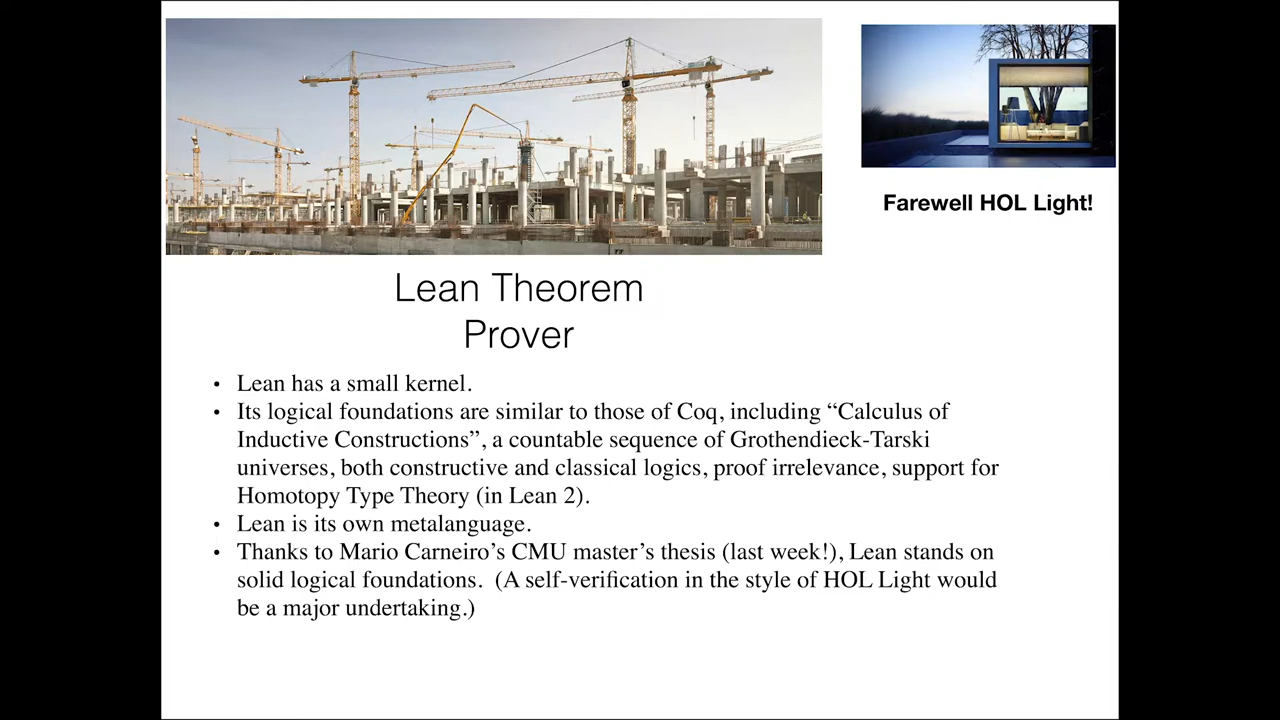 Farewell HOL Light!
Lean Theorem
Prover
• Lean has a small kernel.
• Its logical foundations are similar to those of Coq, including “Calculus of
Inductive Constructions”, a countable sequence of Grothendieck-Tarski
universes, both constructive and classical logics, proof irrelevance, support for
Homotopy Type Theory (in Lean 2).
• Lean is its own metalanguage.
• Thanks to Mario Carneiro’s CMU master’s thesis (last week!), Lean stands on
solid logical foundations.  (A self-verification in the style of HOL Light would
be a major undertaking.)